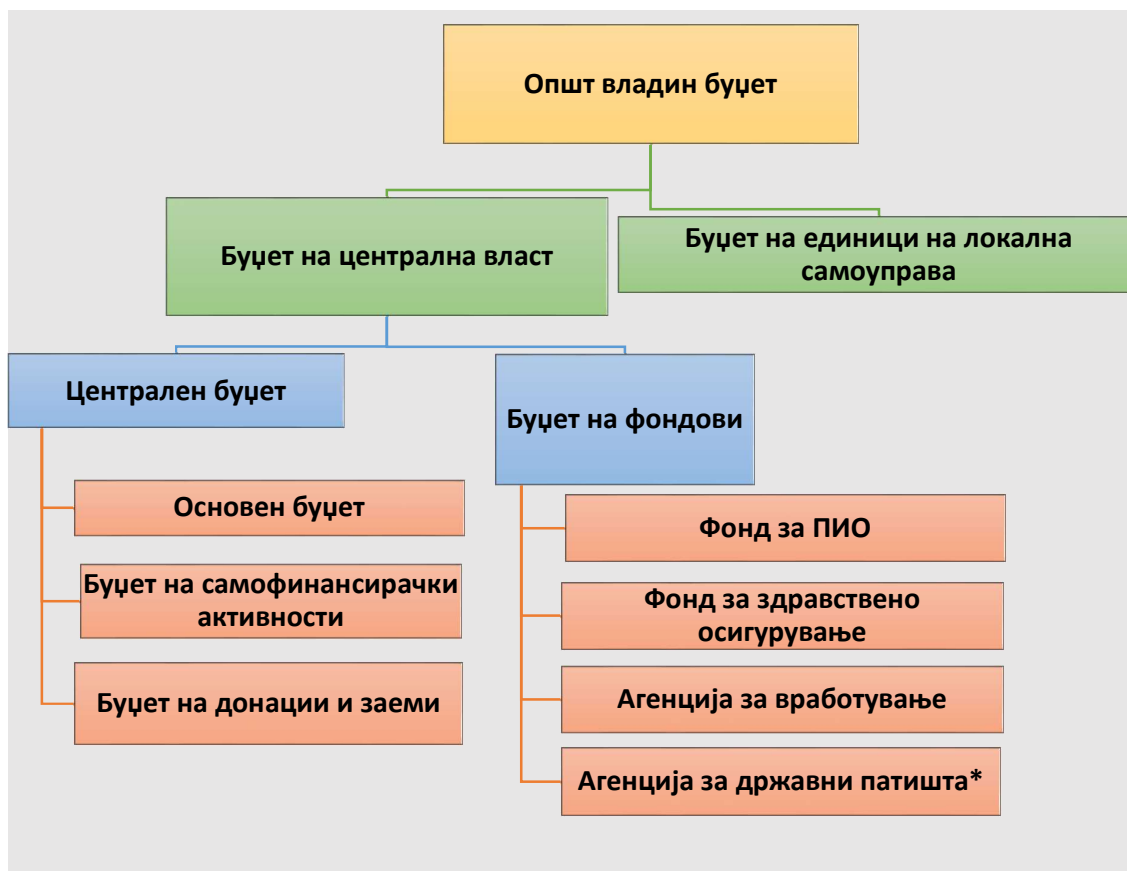 Општ владин буџет
Буџет на централна власт
Буџет на единици на локална
самоуправа
Централен буџет
Буџет на фондови
Основен буџет
Буџет на самофинансирачки
активности
Буџет на донации и заеми
Фонд за ПИО
Фонд за здравствено
осигурување
Агенција за вработување
Агенција за државни патишта*